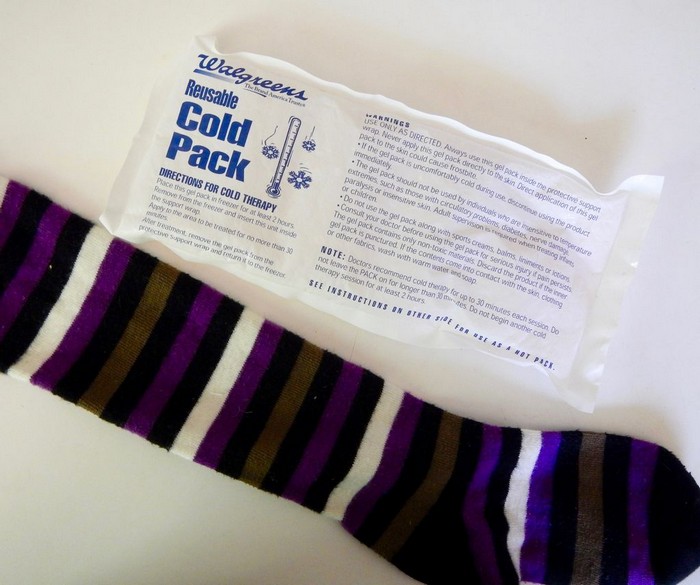 Walgreens
The Brand America Trusts
Reusable
Cold
Pack
DIRECTIONS FOR COLD THERAPY
Place this gel pack in freezer for at least 2 hours.
Remove from the freezer and insert this unit inside
the support wrap.
Apply to the area to be treated for no more than 30
minutes.
After treatment, remove the gel pack from the
protective/support wrap and return it to the freezer.
WARNINGS
USE ONLY AS DIRECTED. Always use this gel pack inside the protective support
wrap. Never apply this gel pack directly to the skin. Direct application of this gel
pack to the skin could cause frostbite.
• If the gel pack is uncomfortably cold during use, discontinue using the product
immediately.
• The gel pack should not be used by individuals who are insensitive to temperature
extremes, such as those with circulatory problems, diabetes, nerve damage,
paralysis or insensitive skin. Adult supervision is required when treating infants
or children.
• Do not use the gel pack along with sports creams, balms, liniments or lotions.
• Consult your doctor before using the gel pack for serious injury if pain persists.
The gel pack contains only non-toxic materials. Discard the product if the inner
gel pack is punctured. If the contents come into contact with the skin, clothing
or other fabrics, wash with warm water and soap.
NOTE: Doctors recommend cold therapy for up to 30 minutes each session. Do
not leave the PACK on for longer than 30 minutes. Do not begin another cold
therapy session for at least 2 hours.
SEE INSTRUCTIONS ON OTHER SIDE FOR USE AS A HOT PACK.